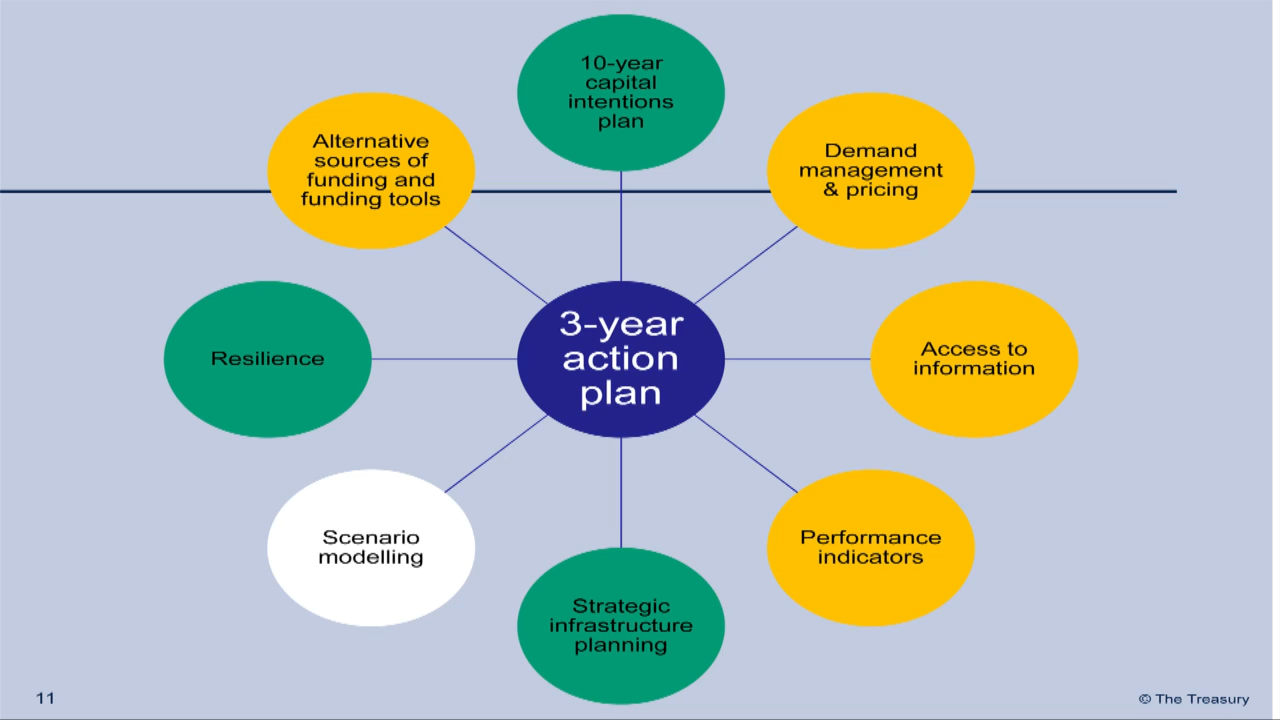 10-year
capital
intentions
plan
Alternative
sources of
funding and
funding tools
Demand
management
& pricing
Resilience
3-year
action
plan
Access to
information
Scenario
modelling
Performance
indicators
Strategic
infrastructure
planning
11
© The Treasury